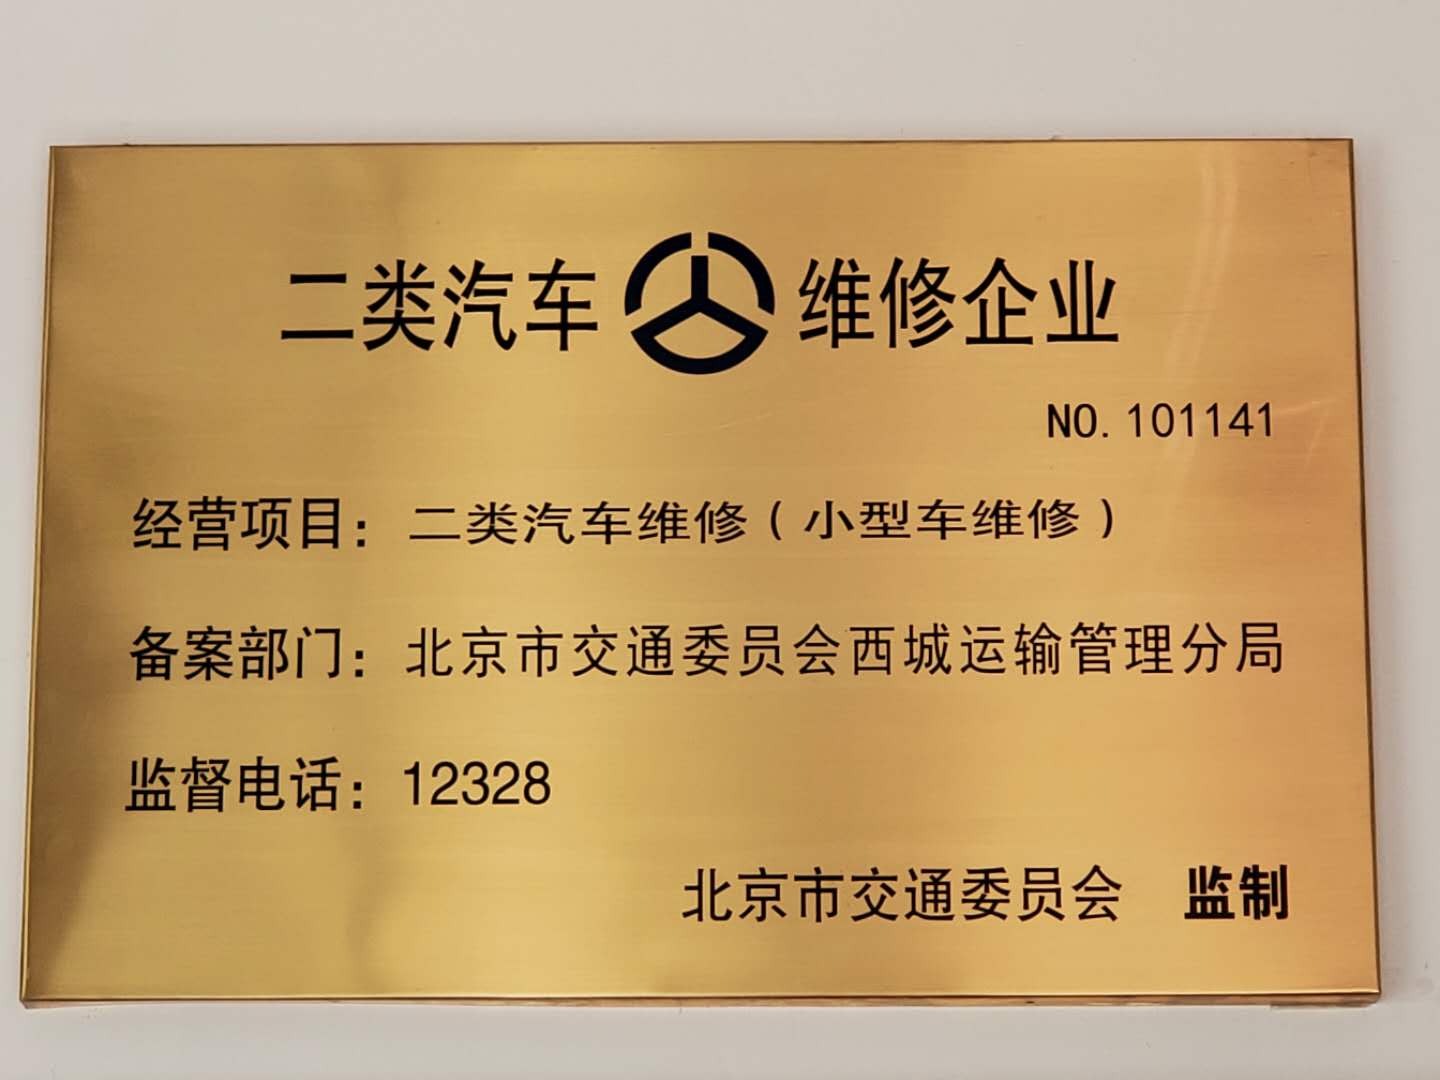 二类汽车维修企业
NO.101141
经营项目：二类汽车维修（小型车维修）
备案部门：北京市交通委员会西城运输管理分局
监督电话：12328
北京市交通委员会 监制